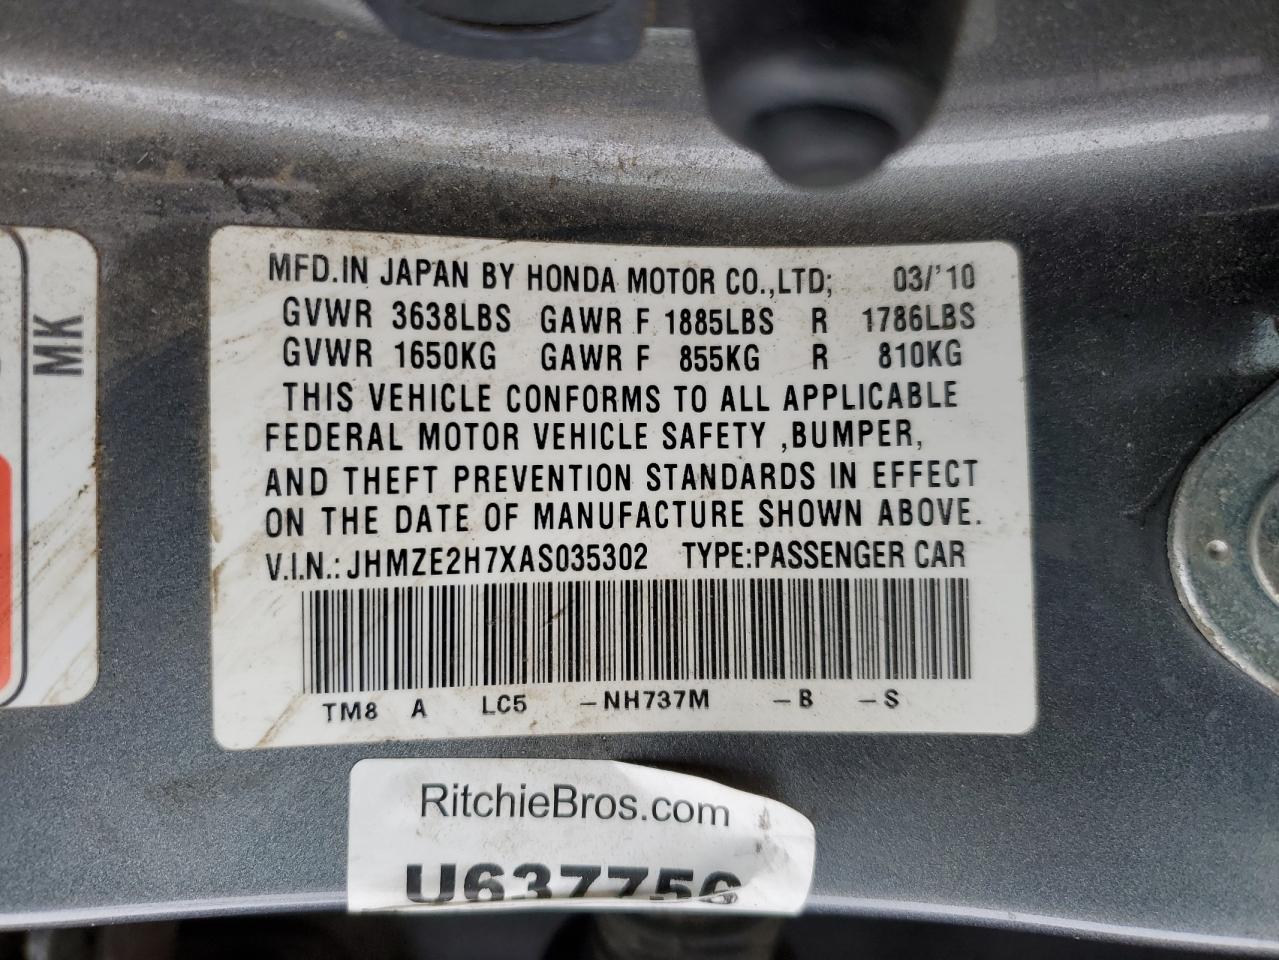 MFD.IN JAPAN BY HONDA MOTOR CO.,LTD; 03/'10
GVWR 3638LBS GAWR F 1885LBS R 1786LBS
GVWR 1650KG GAWR F 855KG R 810KG
THIS VEHICLE CONFORMS TO ALL APPLICABLE
FEDERAL MOTOR VEHICLE SAFETY ,BUMPER,
AND THEFT PREVENTION STANDARDS IN EFFECT
ON THE DATE OF MANUFACTURE SHOWN ABOVE.
V.I.N.: JHMZE2H7XAS035302 TYPE:PASSENGER CAR
TM8 A LC5 -NH737M -B -S
MK
RitchieBros.com